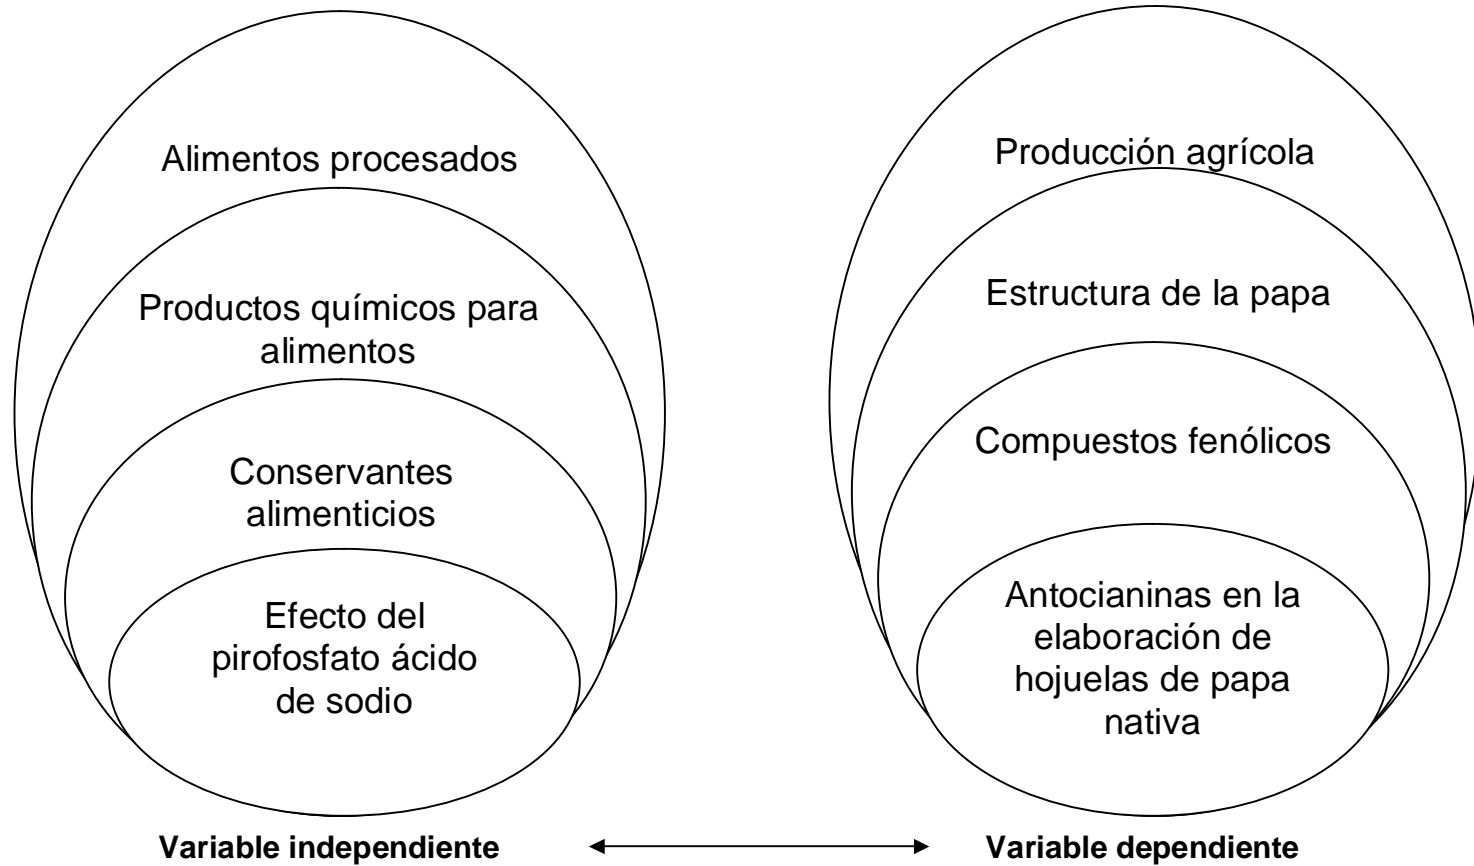 Alimentos procesados
Productos químicos para
alimentos
Conservantes
alimenticios
Efecto del
pirofosfato ácido
de sodio
Variable independiente
Producción agrícola
Estructura de la papa
Compuestos fenólicos
Antocianinas en la
elaboración de
hojuelas de papa
nativa
Variable dependiente